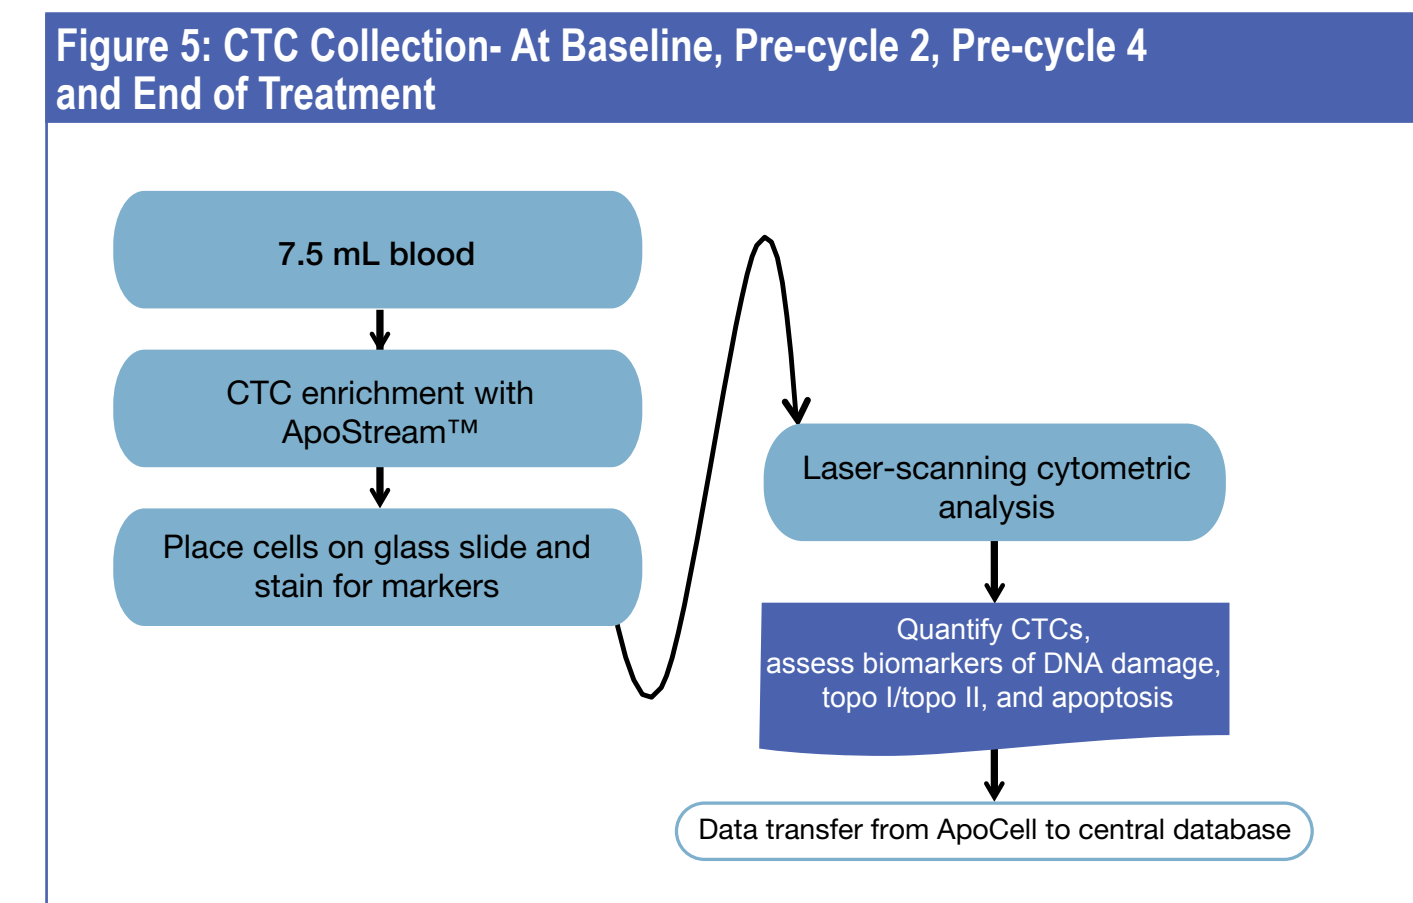 Figure 5: CTC Collection- At Baseline, Pre-cycle 2, Pre-cycle 4
and End of Treatment
7.5 mL blood
CTC enrichment with
ApoStream™
Place cells on glass slide and
stain for markers
Laser-scanning cytometric
analysis
Quantify CTCs,
assess biomarkers of DNA damage,
topo I/topo II, and apoptosis
Data transfer from ApoCell to central database